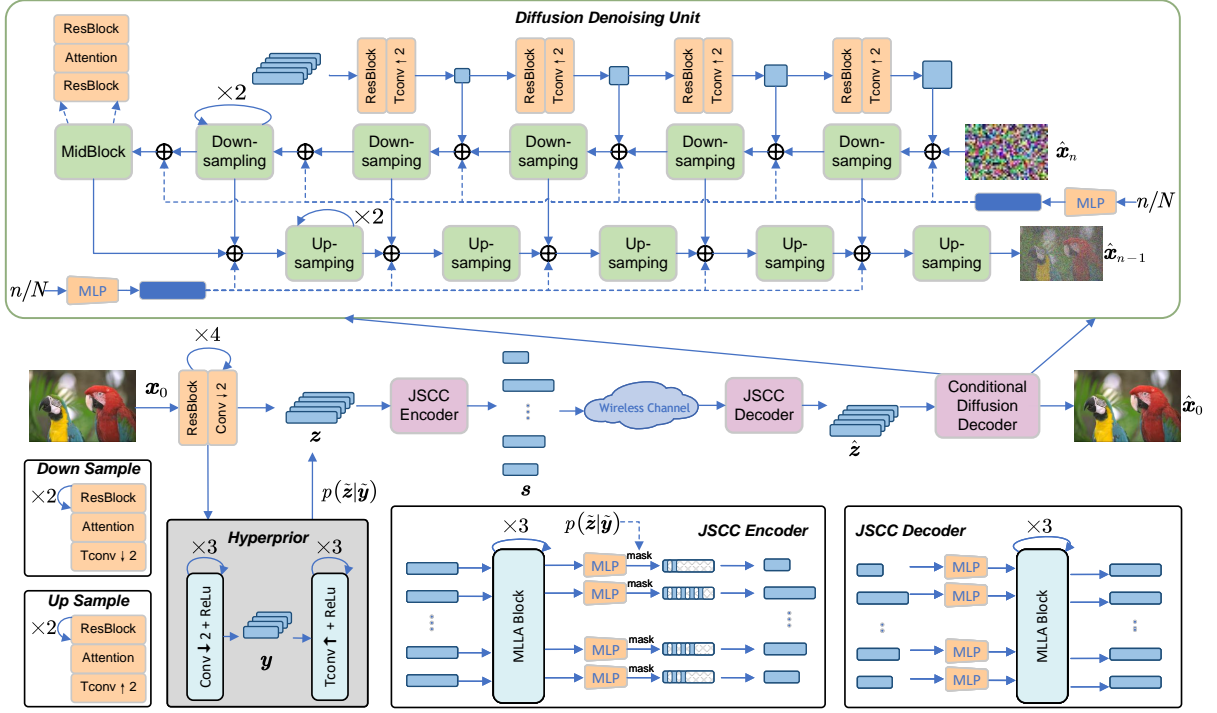 Diffusion Denoising Unit
ResBlock
Attention
ResBlock
ResBlock
Tconv ↑ 2
ResBlock
Tconv ↑ 2
ResBlock
Tconv ↑ 2
ResBlock
Tconv ↑ 2
×2
MidBlock
Down-
sampling
Down-
samping
Down-
samping
Down-
samping
Down-
samping
x̂ₙ
MLP
n/N
×2
Up-
samping
Up-
samping
Up-
samping
Up-
samping
Up-
samping
x̂ₙ₋₁
n/N
MLP
×4
x₀
ResBlock
Conv ↓ 2
z
JSCC
Encoder
s
Wireless Channel
JSCC
Decoder
ẑ
Conditional
Diffusion
Decoder
x̂₀
Down Sample
×2
ResBlock
Attention
Tconv ↓ 2
Up Sample
×2
ResBlock
Attention
Tconv ↑ 2
p(z̃|ỹ)
Hyperprior
×3
×3
Conv ↓ 2 + ReLu
y
Tconv ↑ + ReLu
JSCC Encoder
×3
p(z̃|ỹ)
MLLA Block
MLP
mask
MLP
mask
MLP
mask
MLP
mask
JSCC Decoder
×3
MLP
MLP
MLP
MLP
MLLA Block